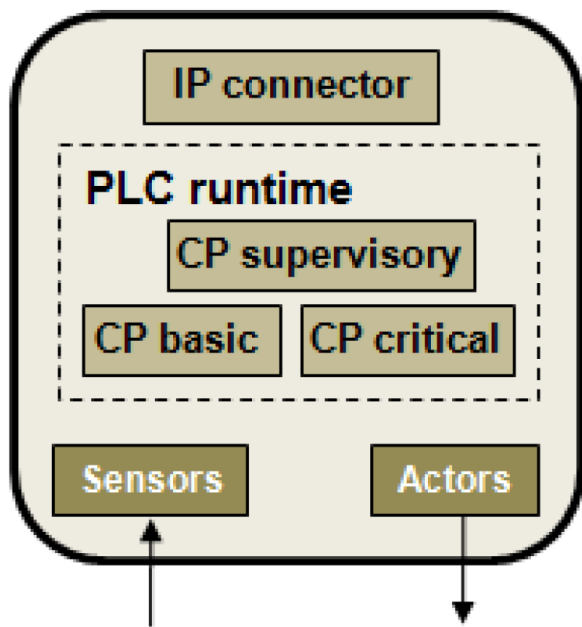 IP connector
PLC runtime
CP supervisory
CP basic
CP critical
Sensors
Actors